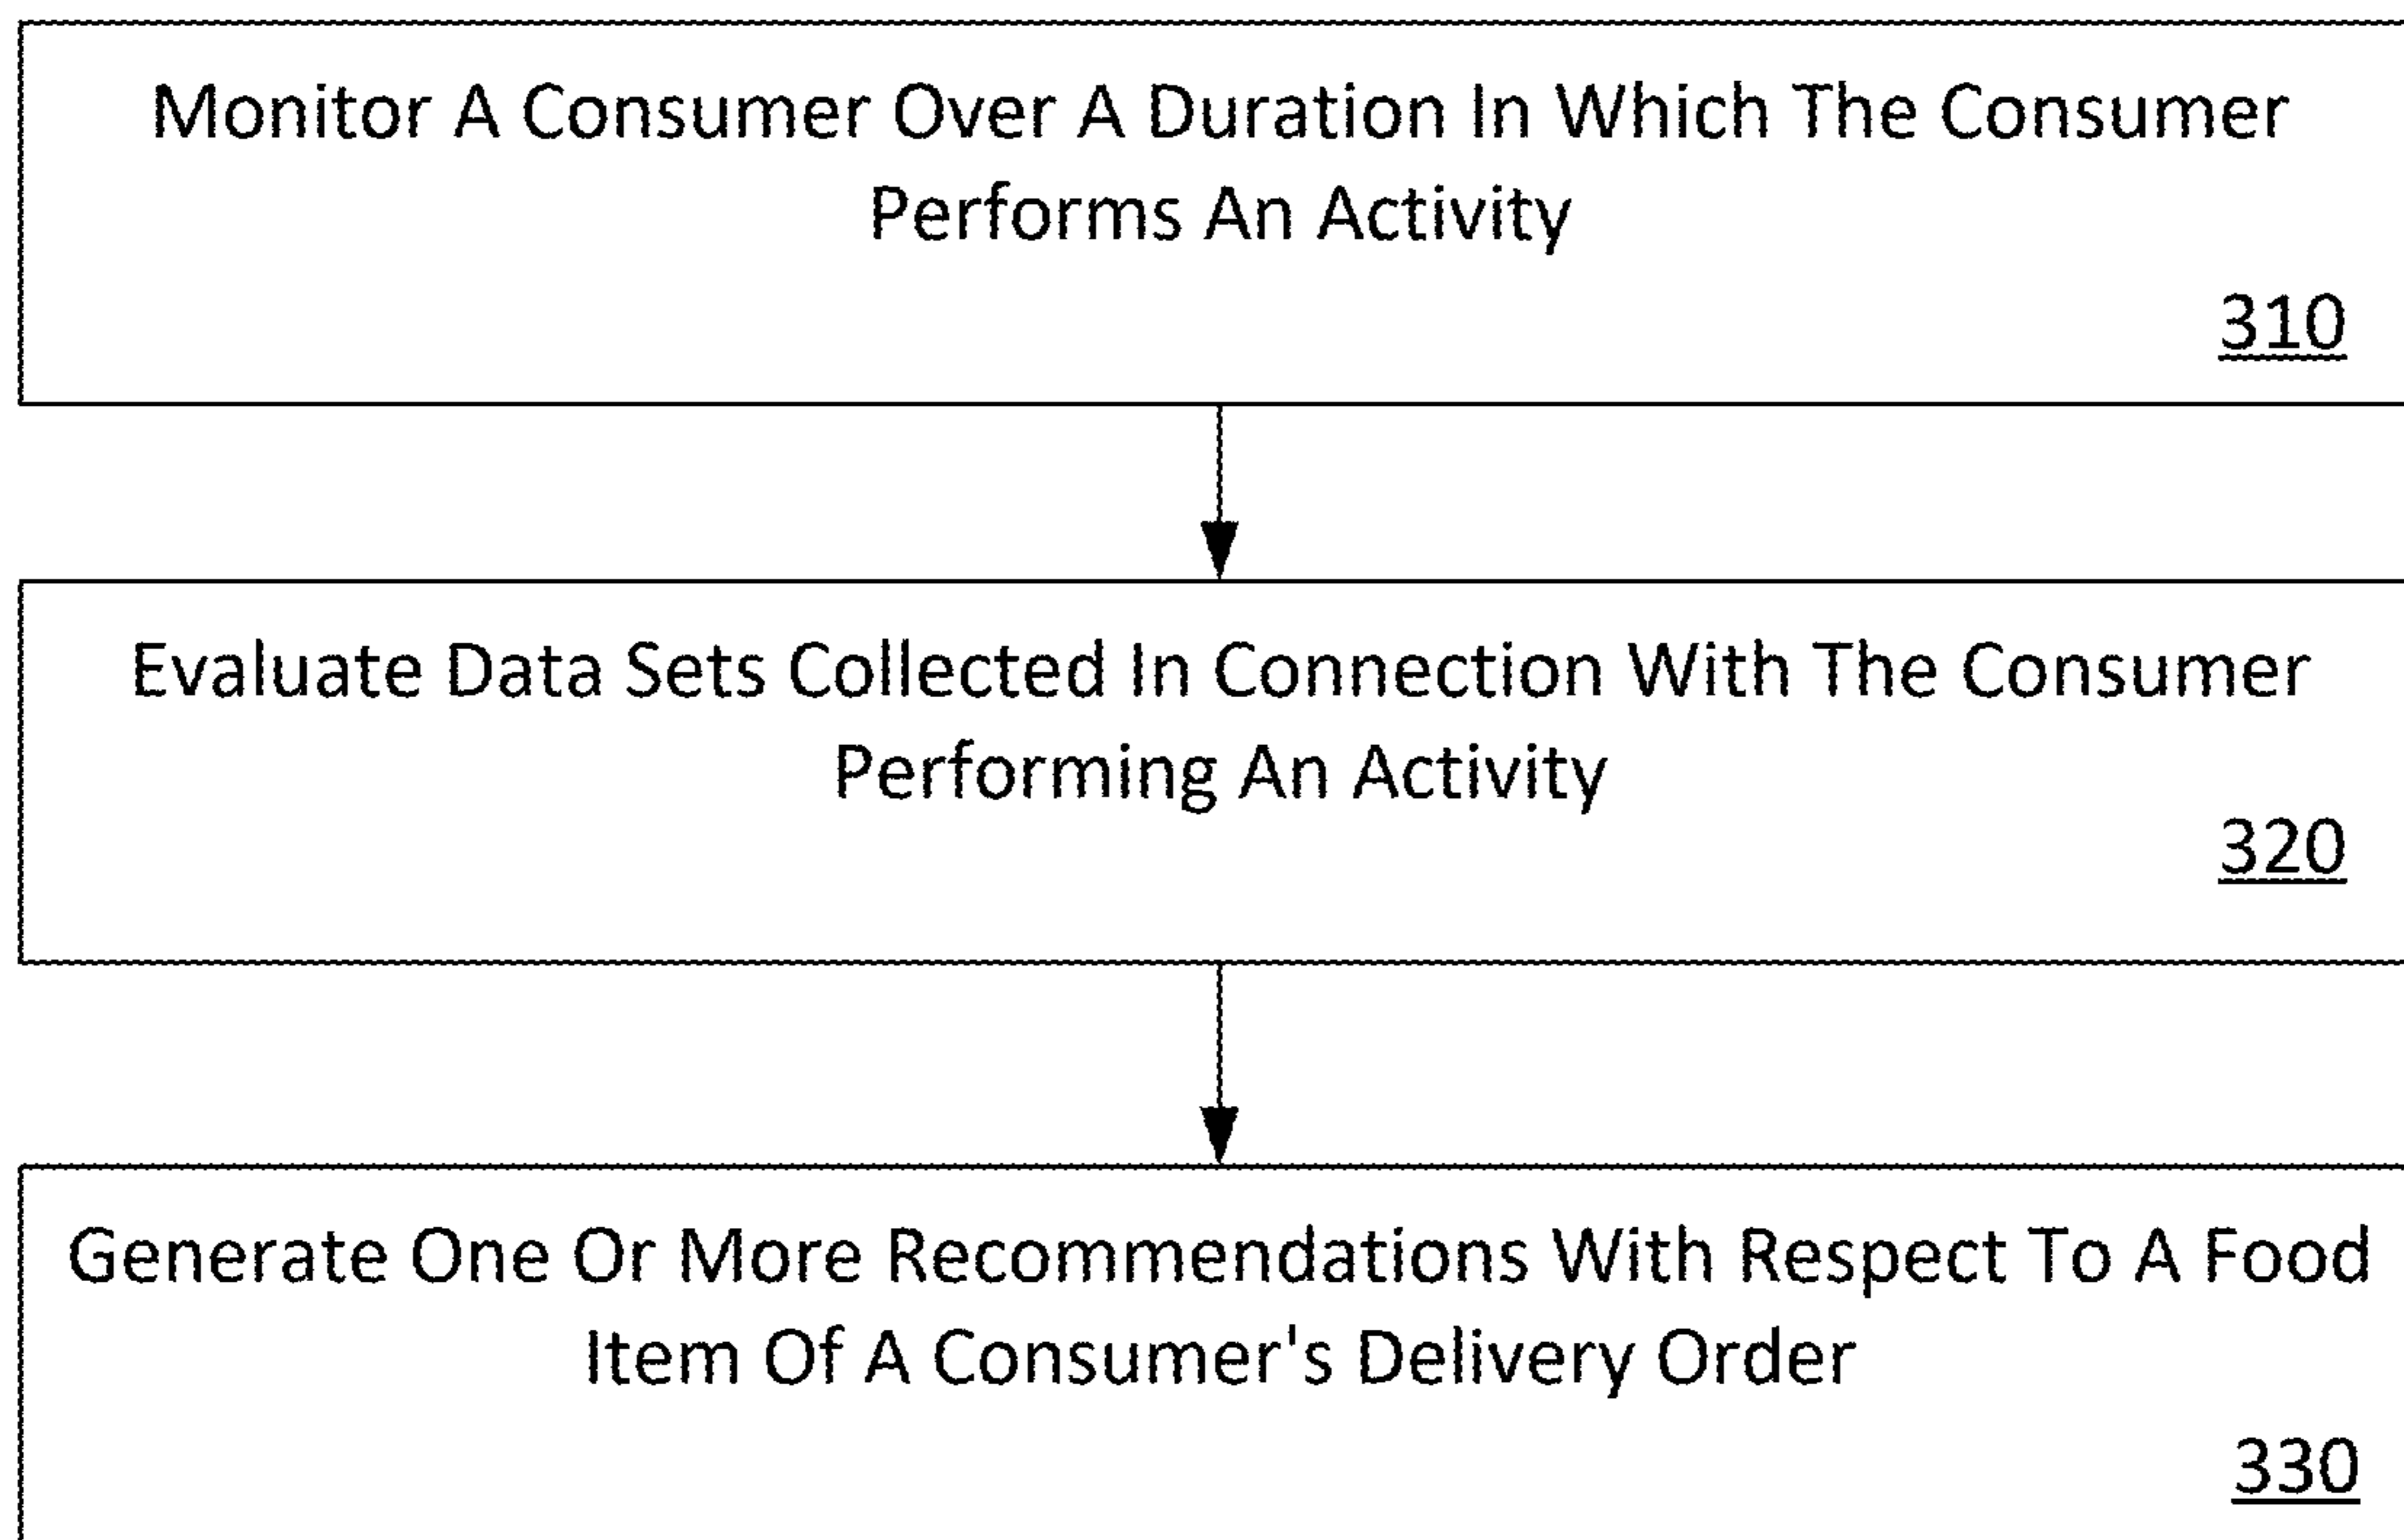 Monitor A Consumer Over A Duration In Which The Consumer
Performs An Activity
310
Evaluate Data Sets Collected In Connection With The Consumer
Performing An Activity
320
Generate One Or More Recommendations With Respect To A Food
Item Of A Consumer's Delivery Order
330